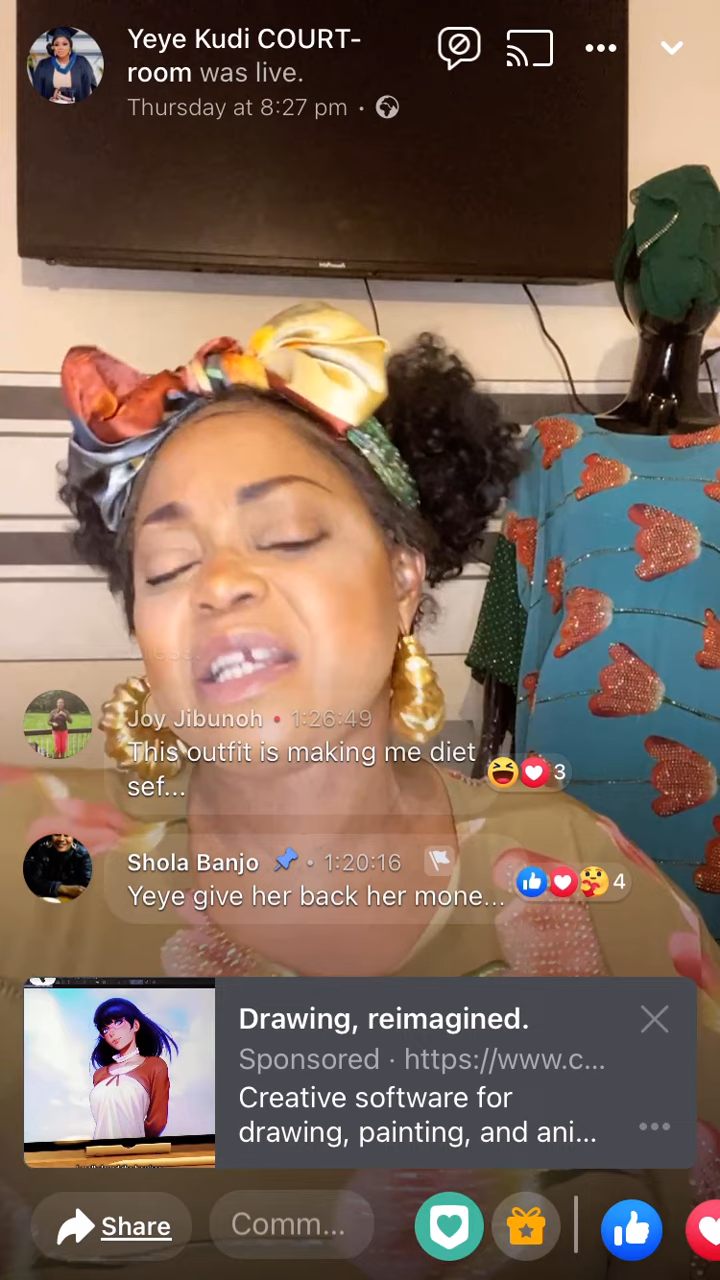 Yeye Kudi COURT-
room was live.
Thursday at 8:27 pm ·
Joy Jibunoh • 1:26:49
This outfit is making me diet
sef...
3
Shola Banjo • 1:20:16
Yeye give her back her mone...
4
Drawing, reimagined.
Sponsored · https://www.c...
Creative software for
drawing, painting, and ani...
Share
Comm...